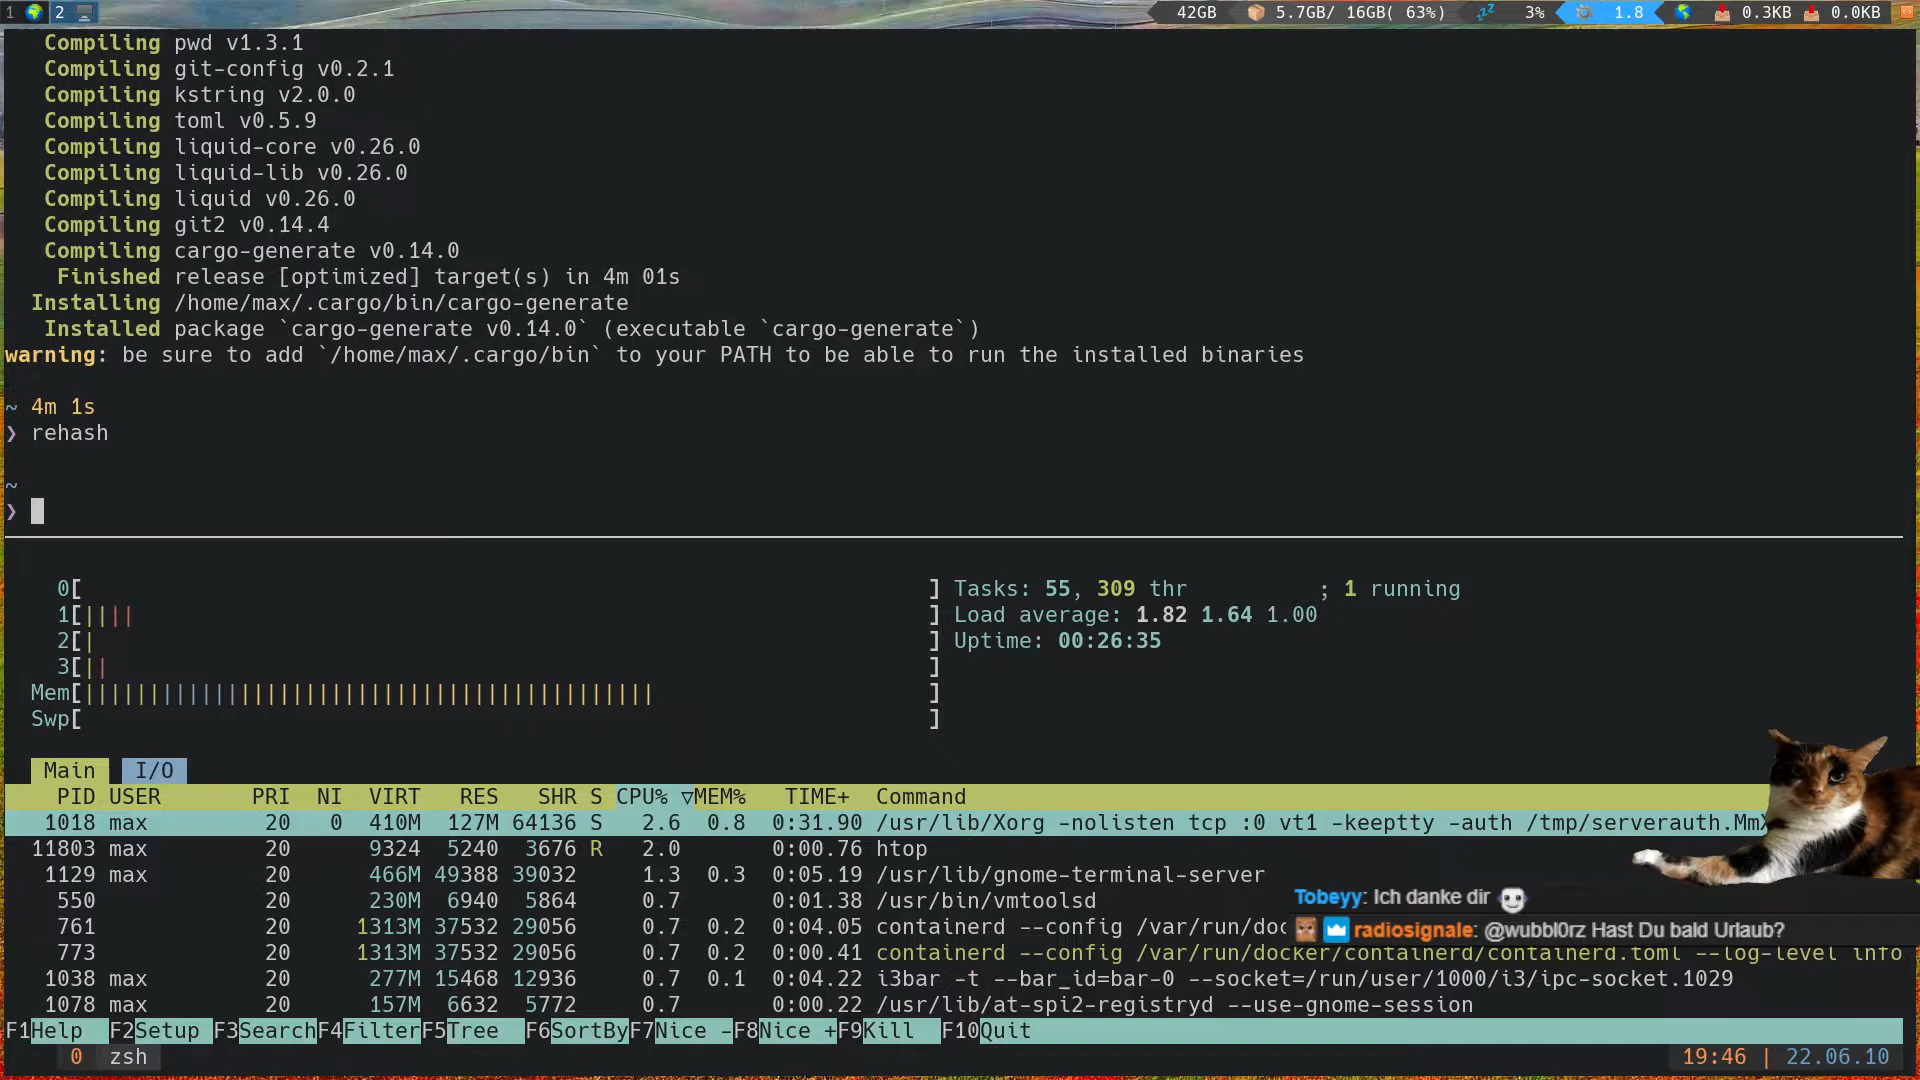 1 2 42GB 5.7GB/ 16GB( 63%) 3% 1.8 0.3KB 0.0KB
Compiling pwd v1.3.1
Compiling git-config v0.2.1
Compiling kstring v2.0.0
Compiling toml v0.5.9
Compiling liquid-core v0.26.0
Compiling liquid-lib v0.26.0
Compiling liquid v0.26.0
Compiling git2 v0.14.4
Compiling cargo-generate v0.14.0
Finished release [optimized] target(s) in 4m 01s
Installing /home/max/.cargo/bin/cargo-generate
Installed package `cargo-generate v0.14.0` (executable `cargo-generate`)
warning: be sure to add `/home/max/.cargo/bin` to your PATH to be able to run the installed binaries
~ 4m 1s
❯ rehash
~
❯
0[ ] Tasks: 55, 309 thr ; 1 running
1[|||| ] Load average: 1.82 1.64 1.00
2[| ] Uptime: 00:26:35
3[|| ]
Mem[||||||||||||||||||||||||||||||||||||||||||||| ]
Swp[ ]
Main I/O
PID USER PRI NI VIRT RES SHR S CPU% ▽MEM% TIME+ Command
1018 max 20 0 410M 127M 64136 S 2.6 0.8 0:31.90 /usr/lib/Xorg -nolisten tcp :0 vt1 -keeptty -auth /tmp/serverauth.Mm
11803 max 20 9324 5240 3676 R 2.0 0:00.76 htop
1129 max 20 466M 49388 39032 1.3 0.3 0:05.19 /usr/lib/gnome-terminal-server
550 20 230M 6940 5864 0.7 0:01.38 /usr/bin/vmtoolsd
Tobeyy: Ich danke dir
761 20 1313M 37532 29056 0.7 0.2 0:04.05 containerd --config /var/run/doc
radiosignale: @wubbl0rz Hast Du bald Urlaub?
773 20 1313M 37532 29056 0.7 0.2 0:00.41 containerd --config /var/run/docker/containerd/containerd.toml --log-level info
1038 max 20 277M 15468 12936 0.7 0.1 0:04.22 i3bar -t --bar_id=bar-0 --socket=/run/user/1000/i3/ipc-socket.1029
1078 max 20 157M 6632 5772 0.7 0:00.22 /usr/lib/at-spi2-registryd --use-gnome-session
F1Help F2Setup F3SearchF4FilterF5Tree F6SortByF7Nice -F8Nice +F9Kill F10Quit
0 zsh 19:46 | 22.06.10